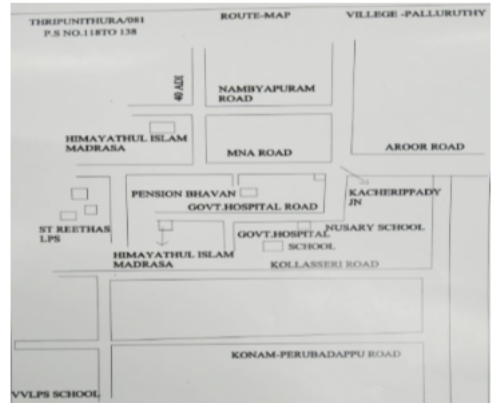 THRIPUNITHURA/081
P.S NO.118TO 138
ROUTE-MAP
VILLEGE -PALLURUTHY
40 ADI
NAMBYAPURAM
ROAD
HIMAYATHUL ISLAM
MADRASA
MNA ROAD
AROOR ROAD
PENSION BHAVAN
KACHERIPPADY
JN
GOVT.HOSPITAL ROAD
ST REETHAS
LPS
NUSARY SCHOOL
GOVT.HOSPITAL
SCHOOL
HIMAYATHUL ISLAM
MADRASA
KOLLASSERI ROAD
KONAM-PERUBADAPPU ROAD
VVLPS SCHOOL